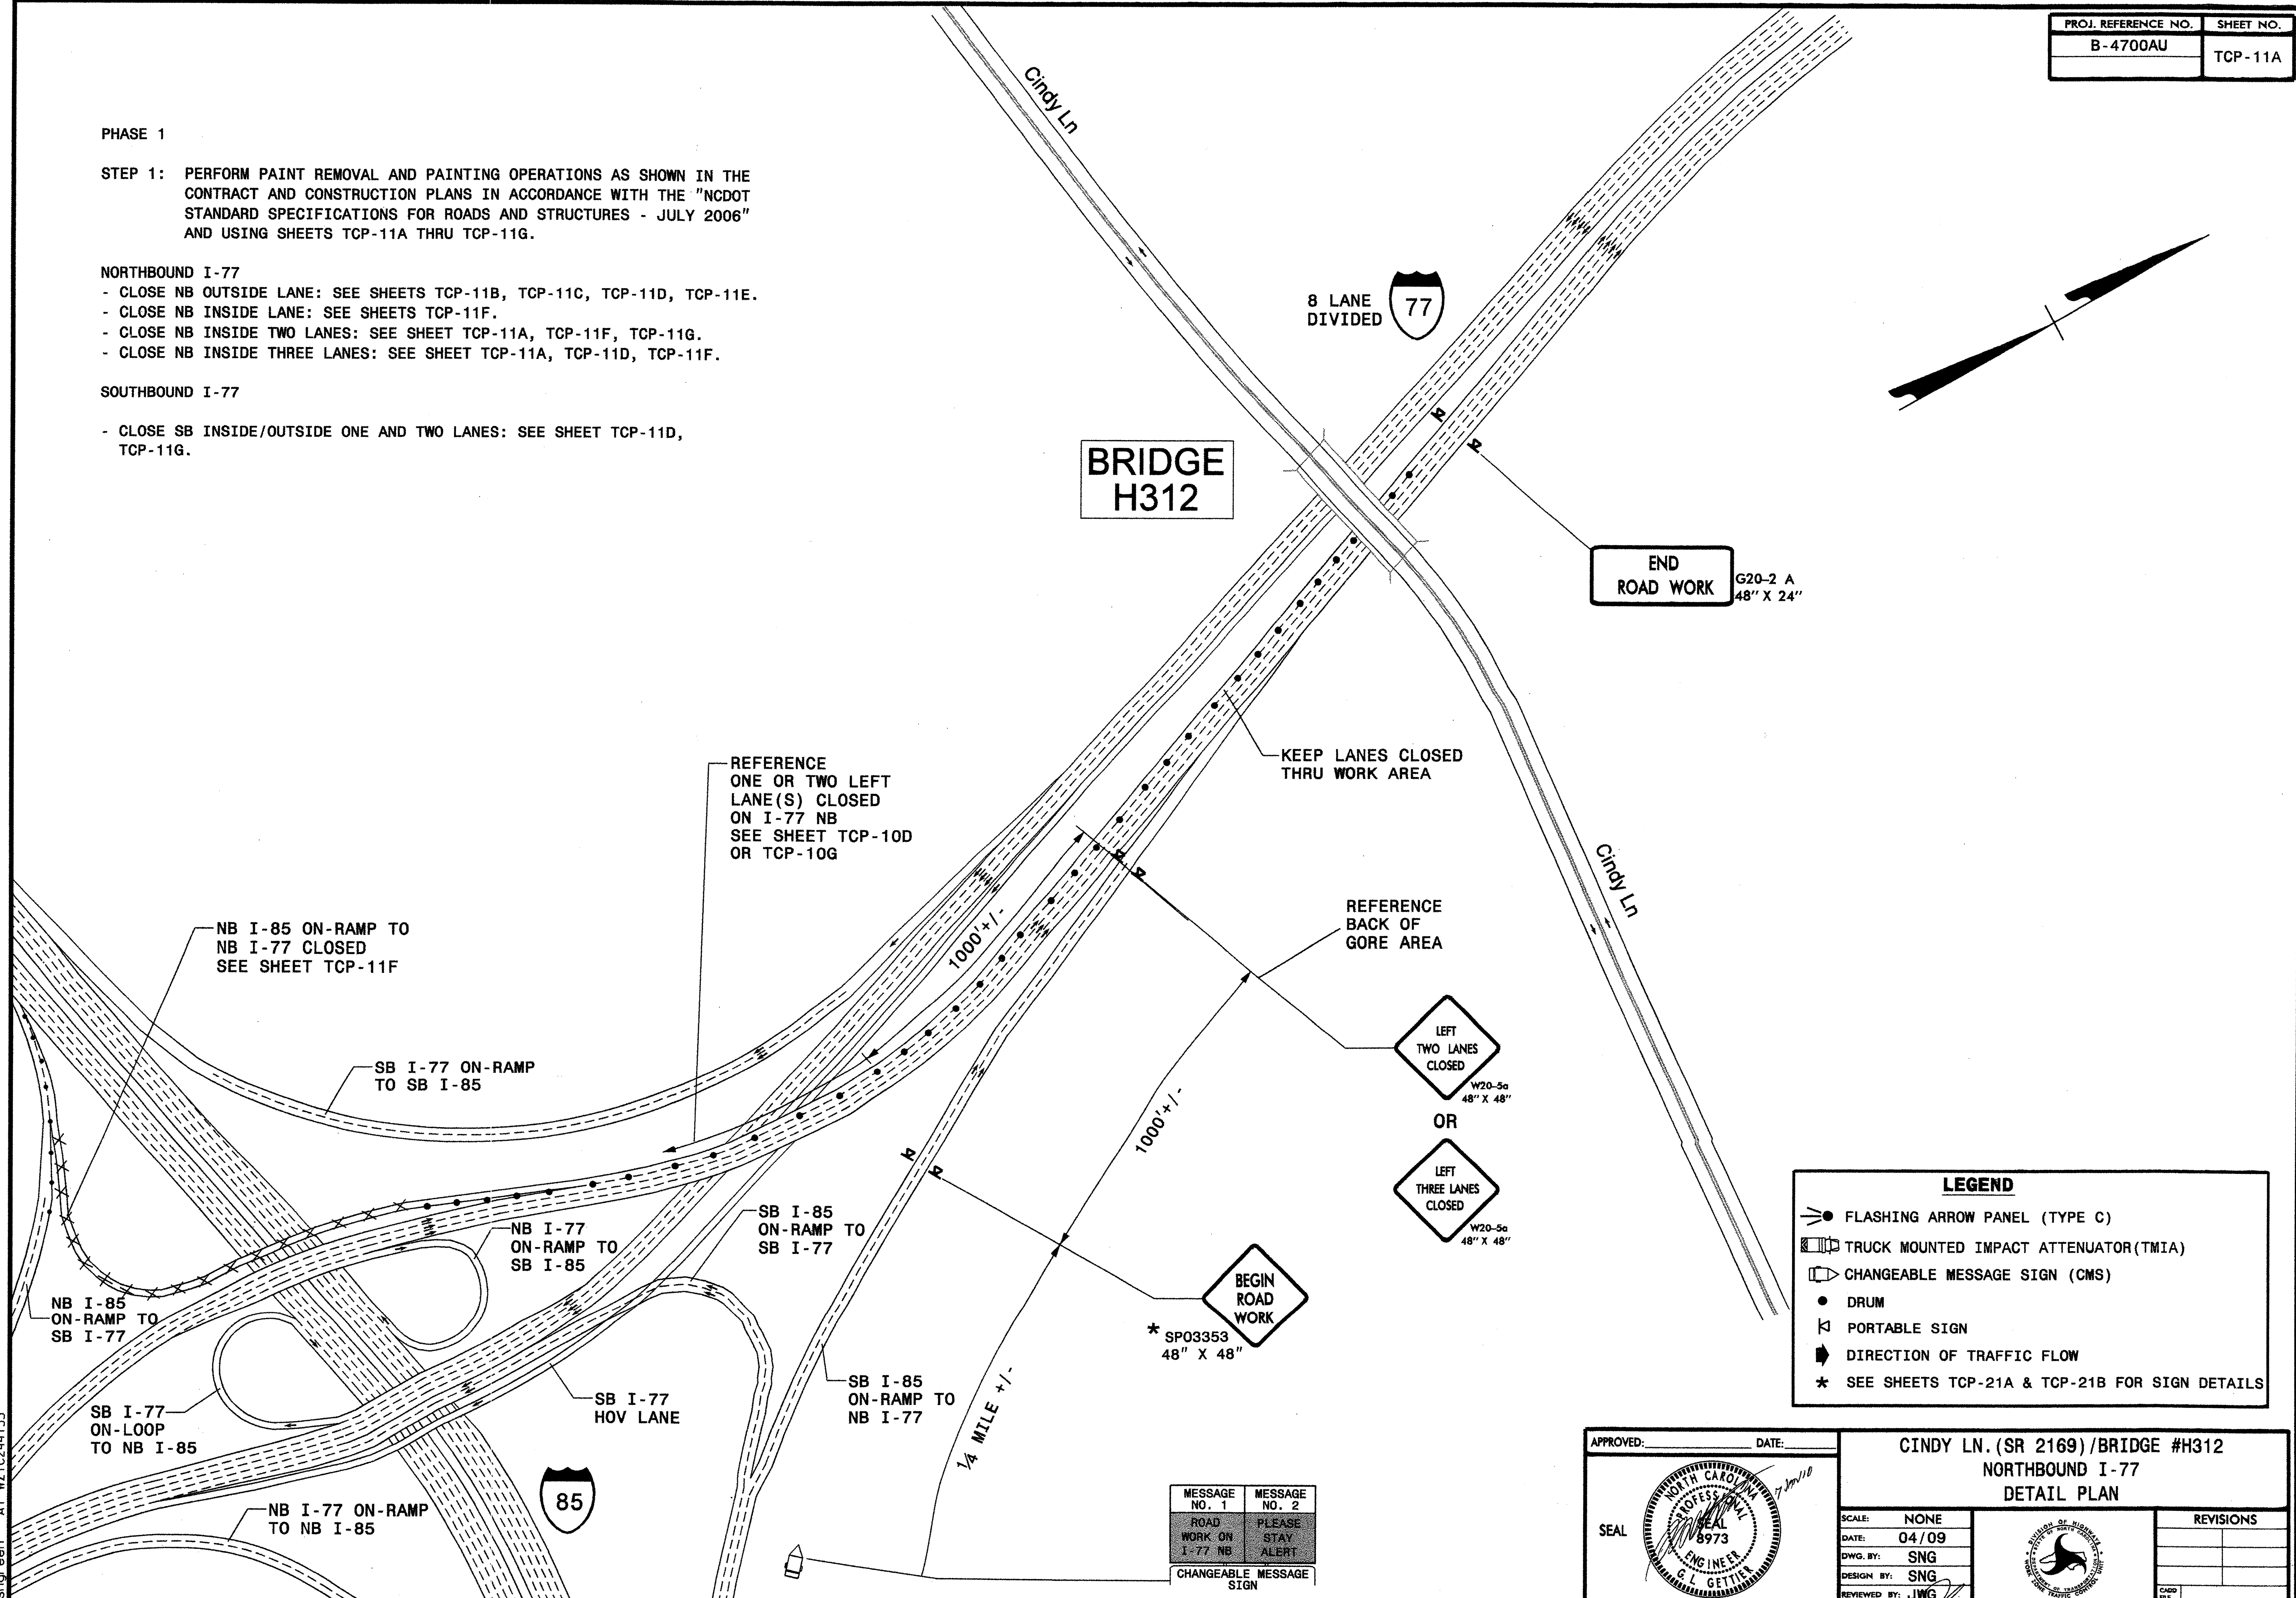 PROJ. REFERENCE NO.
SHEET NO.
B-4700AU
TCP-11A
PHASE 1
STEP 1: PERFORM PAINT REMOVAL AND PAINTING OPERATIONS AS SHOWN IN THE
CONTRACT AND CONSTRUCTION PLANS IN ACCORDANCE WITH THE "NCDOT
STANDARD SPECIFICATIONS FOR ROADS AND STRUCTURES - JULY 2006"
AND USING SHEETS TCP-11A THRU TCP-11G.
NORTHBOUND I-77
- CLOSE NB OUTSIDE LANE: SEE SHEETS TCP-11B, TCP-11C, TCP-11D, TCP-11E.
- CLOSE NB INSIDE LANE: SEE SHEETS TCP-11F.
- CLOSE NB INSIDE TWO LANES: SEE SHEET TCP-11A, TCP-11F, TCP-11G.
- CLOSE NB INSIDE THREE LANES: SEE SHEET TCP-11A, TCP-11D, TCP-11F.
SOUTHBOUND I-77
- CLOSE SB INSIDE/OUTSIDE ONE AND TWO LANES: SEE SHEET TCP-11D,
TCP-11G.
Cindy Ln
8 LANE
DIVIDED
77
BRIDGE
H312
END
ROAD WORK
G20-2 A
48" X 24"
KEEP LANES CLOSED
THRU WORK AREA
REFERENCE
ONE OR TWO LEFT
LANE(S) CLOSED
ON I-77 NB
SEE SHEET TCP-10D
OR TCP-10G
1000'+/-
REFERENCE
BACK OF
GORE AREA
Cindy Ln
NB I-85 ON-RAMP TO
NB I-77 CLOSED
SEE SHEET TCP-11F
SB I-77 ON-RAMP
TO SB I-85
LEFT
TWO LANES
CLOSED
W20-5a
48" X 48"
OR
LEFT
THREE LANES
CLOSED
W20-5a
48" X 48"
1000'+/-
NB I-77
ON-RAMP TO
SB I-85
SB I-85
ON-RAMP TO
SB I-77
BEGIN
ROAD
WORK
* SP03353
48" X 48"
NB I-85
ON-RAMP TO
SB I-77
SB I-77
ON-LOOP
TO NB I-85
SB I-77
HOV LANE
SB I-85
ON-RAMP TO
NB I-77
1/4 MILE +/-
NB I-77 ON-RAMP
TO NB I-85
85
MESSAGE
NO. 1
MESSAGE
NO. 2
ROAD
WORK ON
I-77 NB
PLEASE
STAY
ALERT
CHANGEABLE MESSAGE
SIGN
LEGEND
FLASHING ARROW PANEL (TYPE C)
TRUCK MOUNTED IMPACT ATTENUATOR(TMIA)
CHANGEABLE MESSAGE SIGN (CMS)
DRUM
PORTABLE SIGN
DIRECTION OF TRAFFIC FLOW
* SEE SHEETS TCP-21A & TCP-21B FOR SIGN DETAILS
APPROVED: DATE:
SEAL
NORTH CAROLINA
PROFESSIONAL
SEAL
8973
ENGINEER
G. L. GETTIER
CINDY LN.(SR 2169)/BRIDGE #H312
NORTHBOUND I-77
DETAIL PLAN
SCALE: NONE
DATE: 04/09
DWG. BY: SNG
DESIGN BY: SNG
REVIEWED BY: JWG
DIVISION OF HIGHWAYS
WORK ZONE TRAFFIC CONTROL UNIT
REVISIONS
CADD